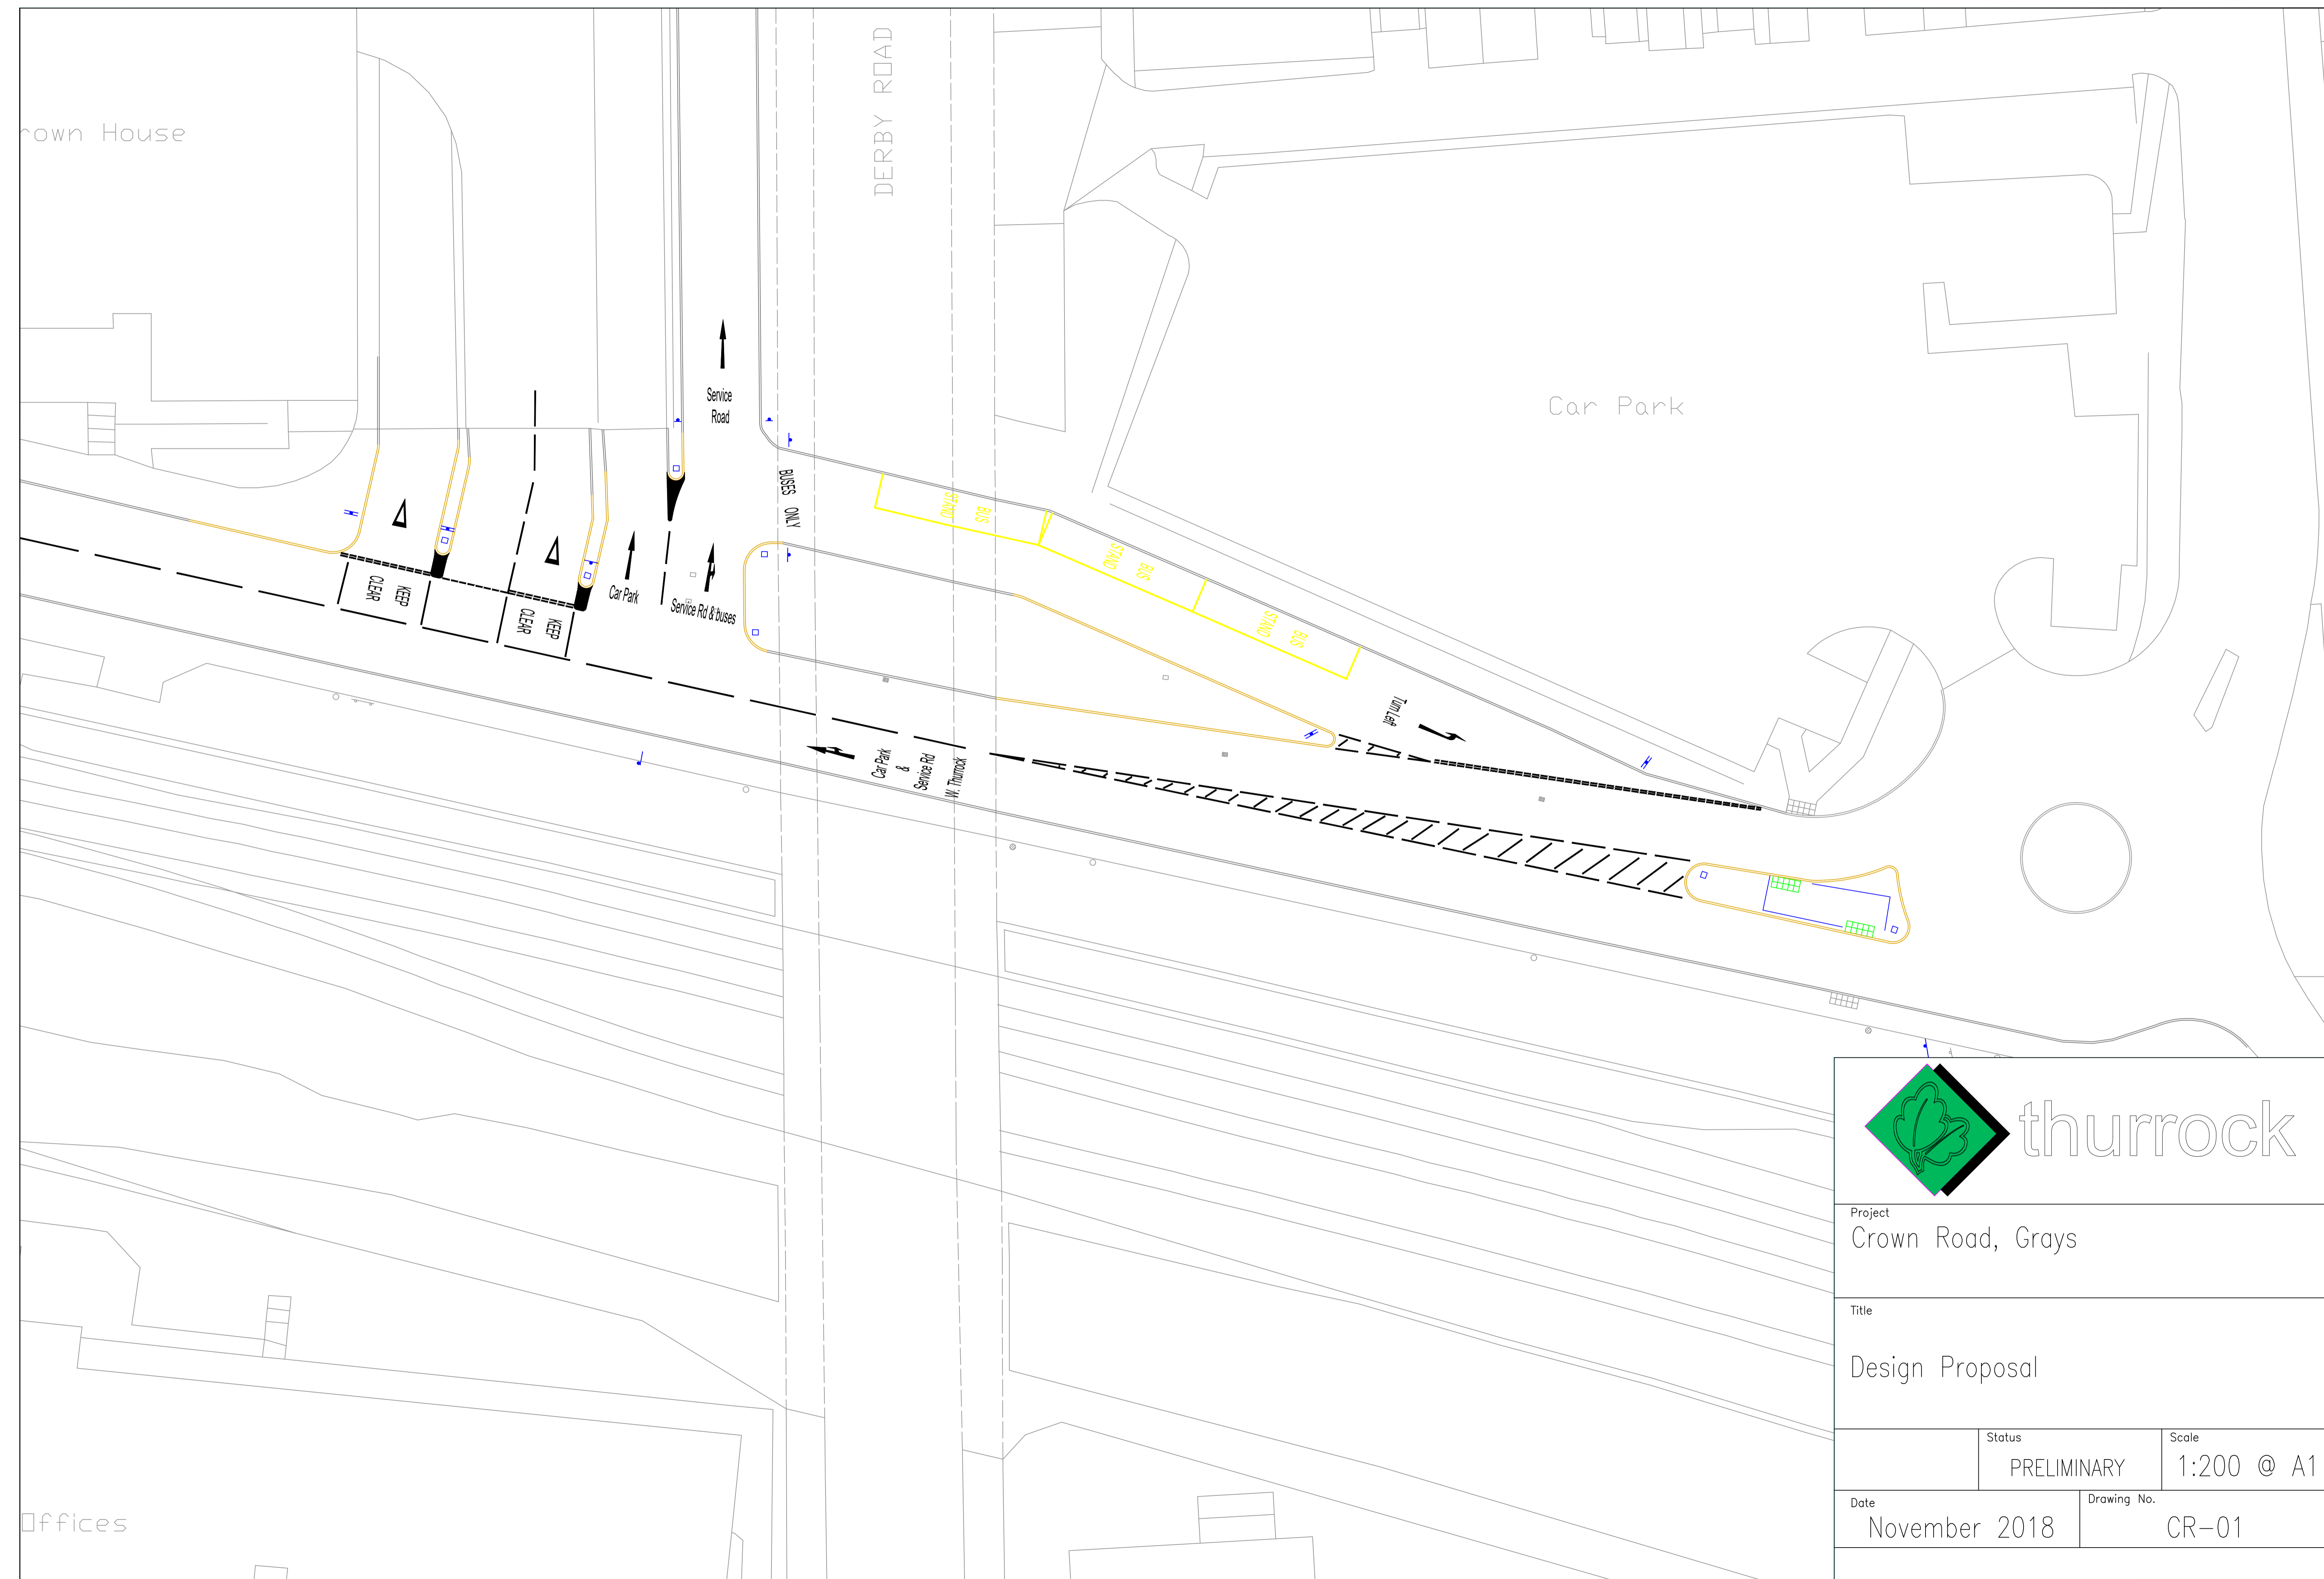 DERBY ROAD
rown House
Car Park
Service
Road
BUSES ONLY
BUS
STAND
BUS
STAND
BUS
STAND
KEEP
CLEAR
KEEP
CLEAR
Car Park
Service Rd & buses
Turn Left
Car Park
&
Service Rd
W. Thurrock
Offices
thurrock
Project
Crown Road, Grays
Title
Design Proposal
Status
PRELIMINARY
Scale
1:200 @ A1
Date
November 2018
Drawing No.
CR-01